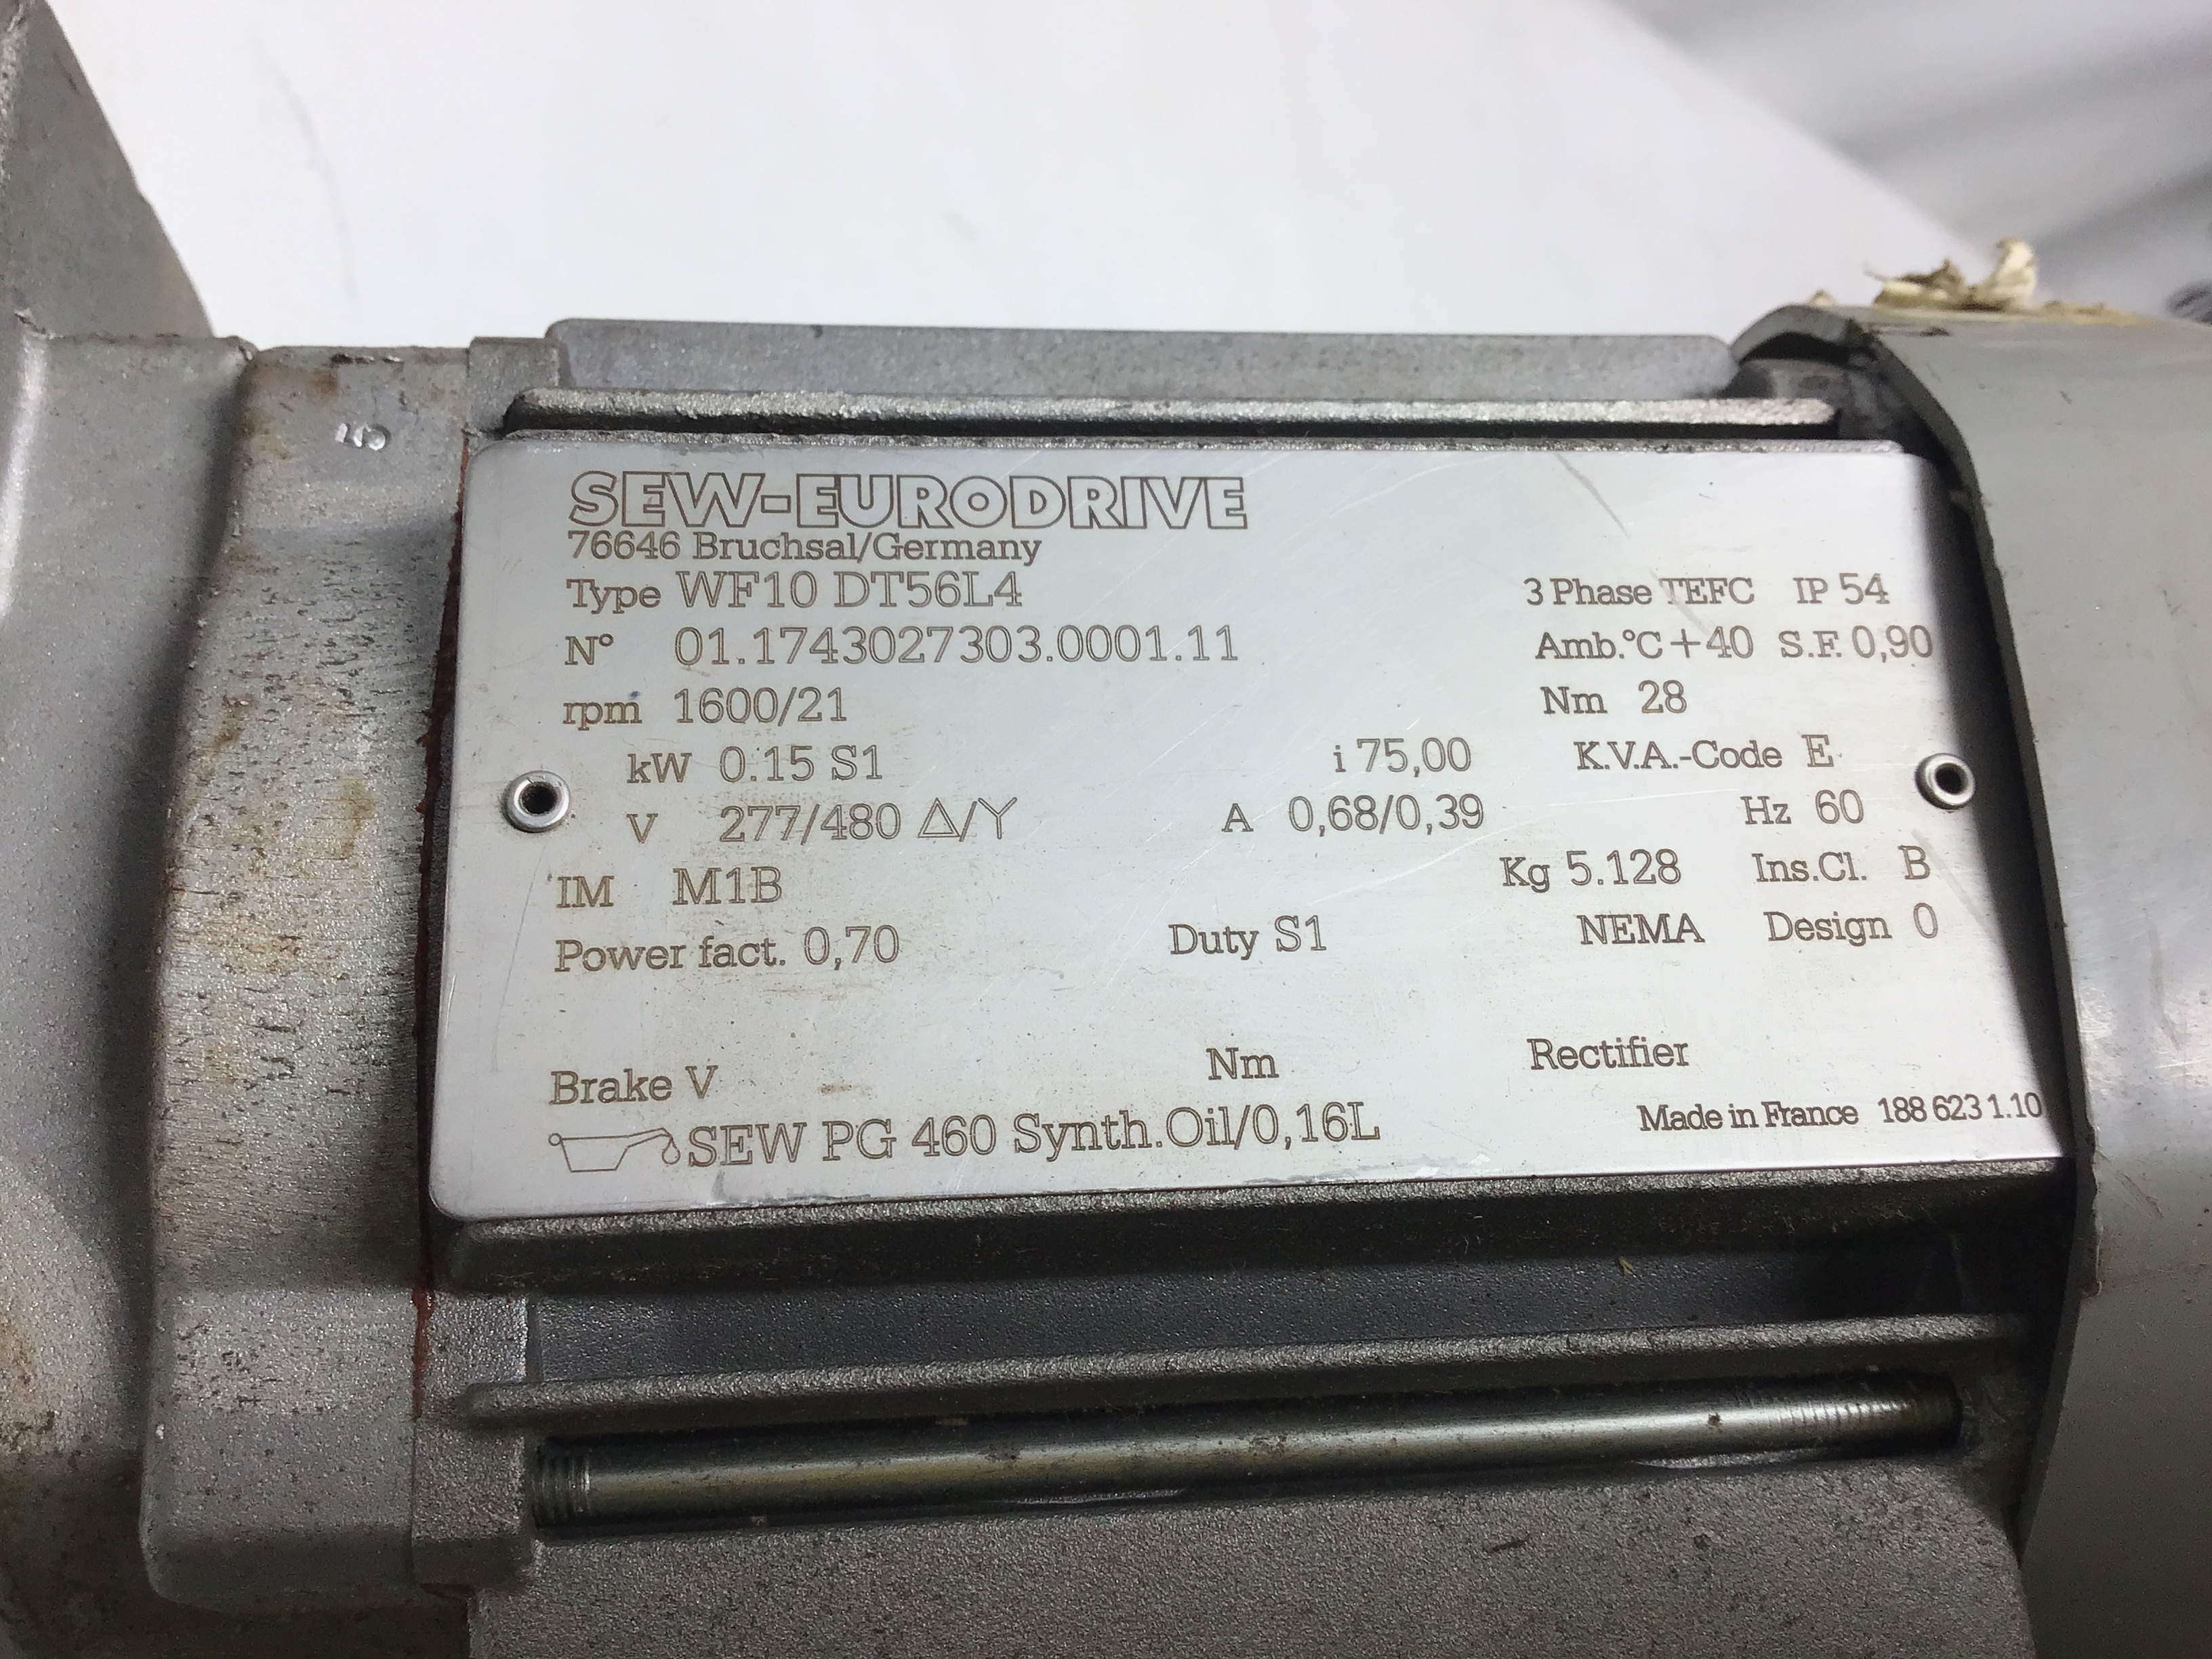 SEW-EURODRIVE
76646 Bruchsal/Germany
Type WF10 DT56L4 3 Phase TEFC IP 54
N° 01.1743027303.0001.11 Amb.°C +40 S.F. 0,90
rpm 1600/21 Nm 28
kW 0.15 S1 i 75,00 K.V.A.-Code E
V 277/480 Δ/Y A 0,68/0,39 Hz 60
IM M1B Kg 5.128 Ins.Cl. B
Power fact. 0,70 Duty S1 NEMA Design 0
Brake V Nm Rectifier
SEW PG 460 Synth.Oil/0,16L Made in France 188 623 1.10